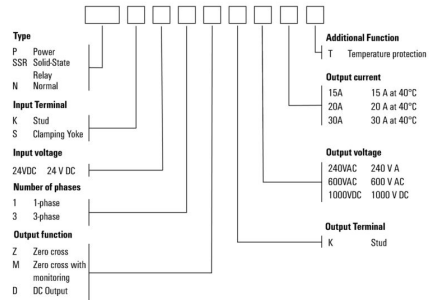 Type
P Power
SSR Solid-State
Relay
N Normal
Input Terminal
K Stud
S Clamping Yoke
Input voltage
24VDC 24 V DC
Number of phases
1 1-phase
3 3-phase
Output function
Z Zero cross
M Zero cross with
monitoring
D DC Output
Additional Function
T Temperature protection
Output current
15A 15 A at 40°C
20A 20 A at 40°C
30A 30 A at 40°C
Output voltage
240VAC 240 V A
600VAC 600 V AC
1000VDC 1000 V DC
Output Terminal
K Stud